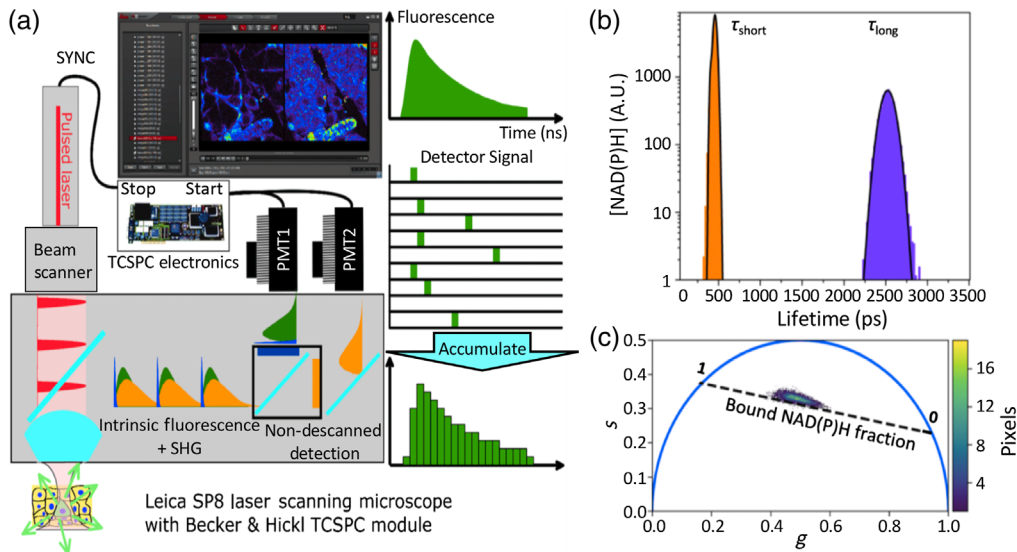 (a)
SYNC
Pulsed laser
Beam
scanner
Stop Start
TCSPC electronics
PMT1
PMT2
Intrinsic fluorescence
+ SHG
Non-descanned
detection
Leica SP8 laser scanning microscope
with Becker & Hickl TCSPC module
Fluorescence
Time (ns)
Detector Signal
Accumulate
(b)
τshort
τlong
[NAD(P)H] (A.U.)
1000
100
10
1
0 500 1500 2500 3500
1000 2000 3000
Lifetime (ps)
(c)
s
0.5
0.4
0.3
0.2
0.1
0.0
1
0
Bound NAD(P)H fraction
0.0 0.2 0.4 0.6 0.8 1.0
g
16
12
8
4
Pixels